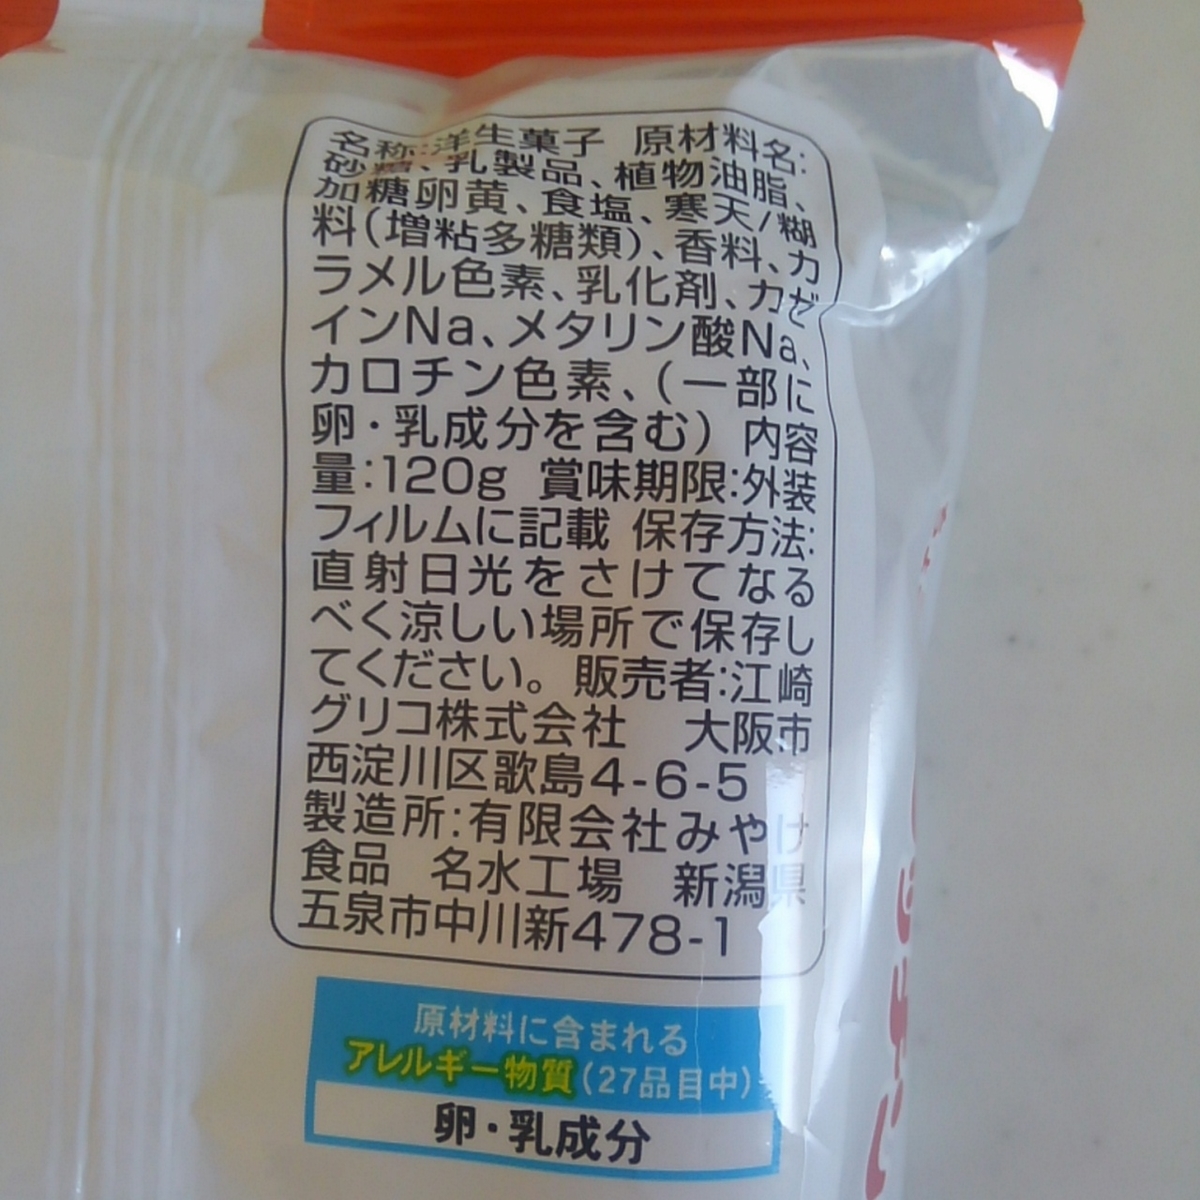 名称:洋生菓子 原材料名:
砂糖、乳製品、植物油脂、
加糖卵黄、食塩、寒天/糊
料(増粘多糖類)、香料、カ
ラメル色素、乳化剤、カゼ
インNa、メタリン酸Na、
カロチン色素、(一部に
卵・乳成分を含む) 内容
量:120g 賞味期限:外装
フィルムに記載 保存方法:
直射日光をさけてなる
べく涼しい場所で保存し
てください。 販売者:江崎
グリコ株式会社 大阪市
西淀川区歌島4-6-5
製造所:有限会社みやけ
食品 名水工場 新潟県
五泉市中川新478-1
原材料に含まれる
アレルギー物質(27品目中)
卵・乳成分